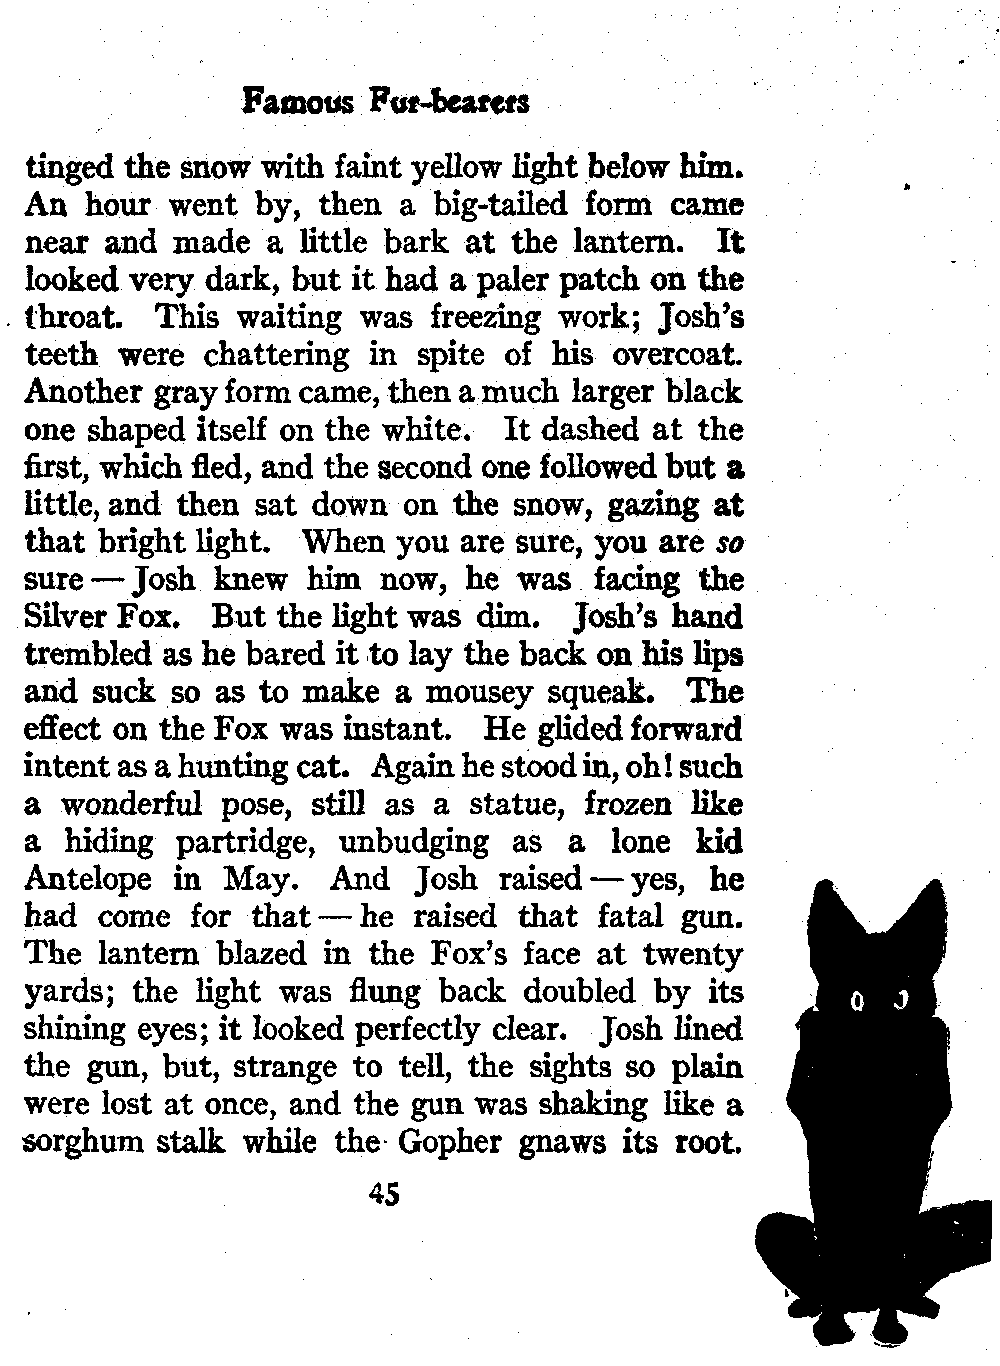 Famous Fur-bearers
tinged the snow with faint yellow light below him.
An hour went by, then a big-tailed form came
near and made a little bark at the lantern. It
looked very dark, but it had a paler patch on the
throat. This waiting was freezing work; Josh's
teeth were chattering in spite of his overcoat.
Another gray form came, then a much larger black
one shaped itself on the white. It dashed at the
first, which fled, and the second one followed but a
little, and then sat down on the snow, gazing at
that bright light. When you are sure, you are so
sure — Josh knew him now, he was facing the
Silver Fox. But the light was dim. Josh's hand
trembled as he bared it to lay the back on his lips
and suck so as to make a mousey squeak. The
effect on the Fox was instant. He glided forward
intent as a hunting cat. Again he stood in, oh! such
a wonderful pose, still as a statue, frozen like
a hiding partridge, unbudging as a lone kid
Antelope in May. And Josh raised — yes, he
had come for that — he raised that fatal gun.
The lantern blazed in the Fox's face at twenty
yards; the light was flung back doubled by its
shining eyes; it looked perfectly clear. Josh lined
the gun, but, strange to tell, the sights so plain
were lost at once, and the gun was shaking like a
sorghum stalk while the Gopher gnaws its root.
45